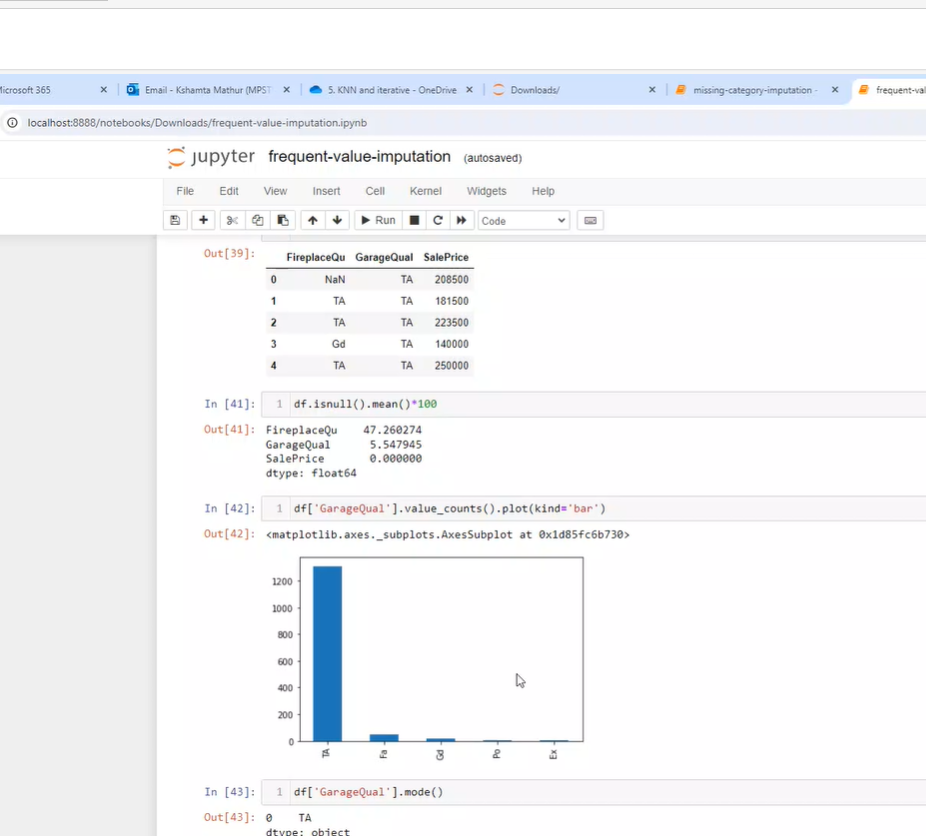 Microsoft 365
Email - Kshamta Mathur (MPST
5. KNN and iterative - OneDrive
Downloads/
missing-category-imputation -
frequent-val
localhost:8888/notebooks/Downloads/frequent-value-imputation.ipynb
jupyter frequent-value-imputation (autosaved)
File Edit View Insert Cell Kernel Widgets Help
Run Code
Out[39]:
FireplaceQu GarageQual SalePrice
0 NaN TA 208500
1 TA TA 181500
2 TA TA 223500
3 Gd TA 140000
4 TA TA 250000
In [41]: 1 df.isnull().mean()*100
Out[41]: FireplaceQu 47.260274
GarageQual 5.547945
SalePrice 0.000000
dtype: float64
In [42]: 1 df['GarageQual'].value_counts().plot(kind='bar')
Out[42]: <matplotlib.axes._subplots.AxesSubplot at 0x1d85fc6b730>
1200
1000
800
600
400
200
0
TA Fa Gd Po Ex
In [43]: 1 df['GarageQual'].mode()
Out[43]: 0 TA
dtype: object